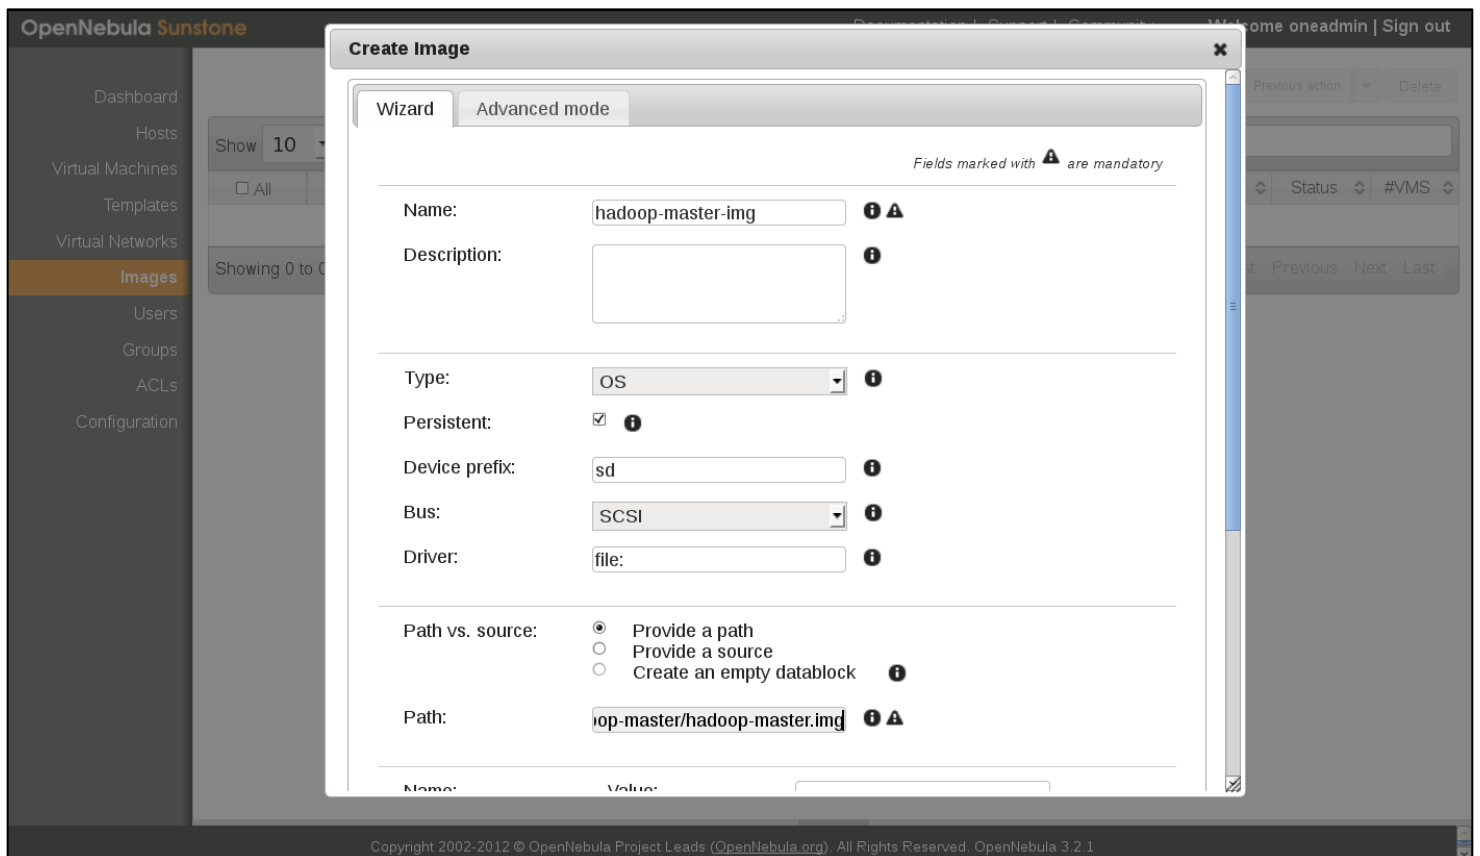 OpenNebula Sunstone
Documentation | Support | Community
Welcome oneadmin | Sign out
Create Image
Previous action
Delete
Dashboard
Hosts
Virtual Machines
Templates
Virtual Networks
Images
Users
Groups
ACLs
Configuration
Show 10
All
Status #VMS
Showing 0 to 0
Previous Next Last
Wizard Advanced mode
Fields marked with are mandatory
Name: hadoop-master-img
Description:
Type: OS
Persistent:
Device prefix: sd
Bus: SCSI
Driver: file:
Path vs. source: Provide a path
Provide a source
Create an empty datablock
Path: oop-master/hadoop-master.img
Name: Value:
Copyright 2002-2012 © OpenNebula Project Leads (OpenNebula.org). All Rights Reserved. OpenNebula 3.2.1